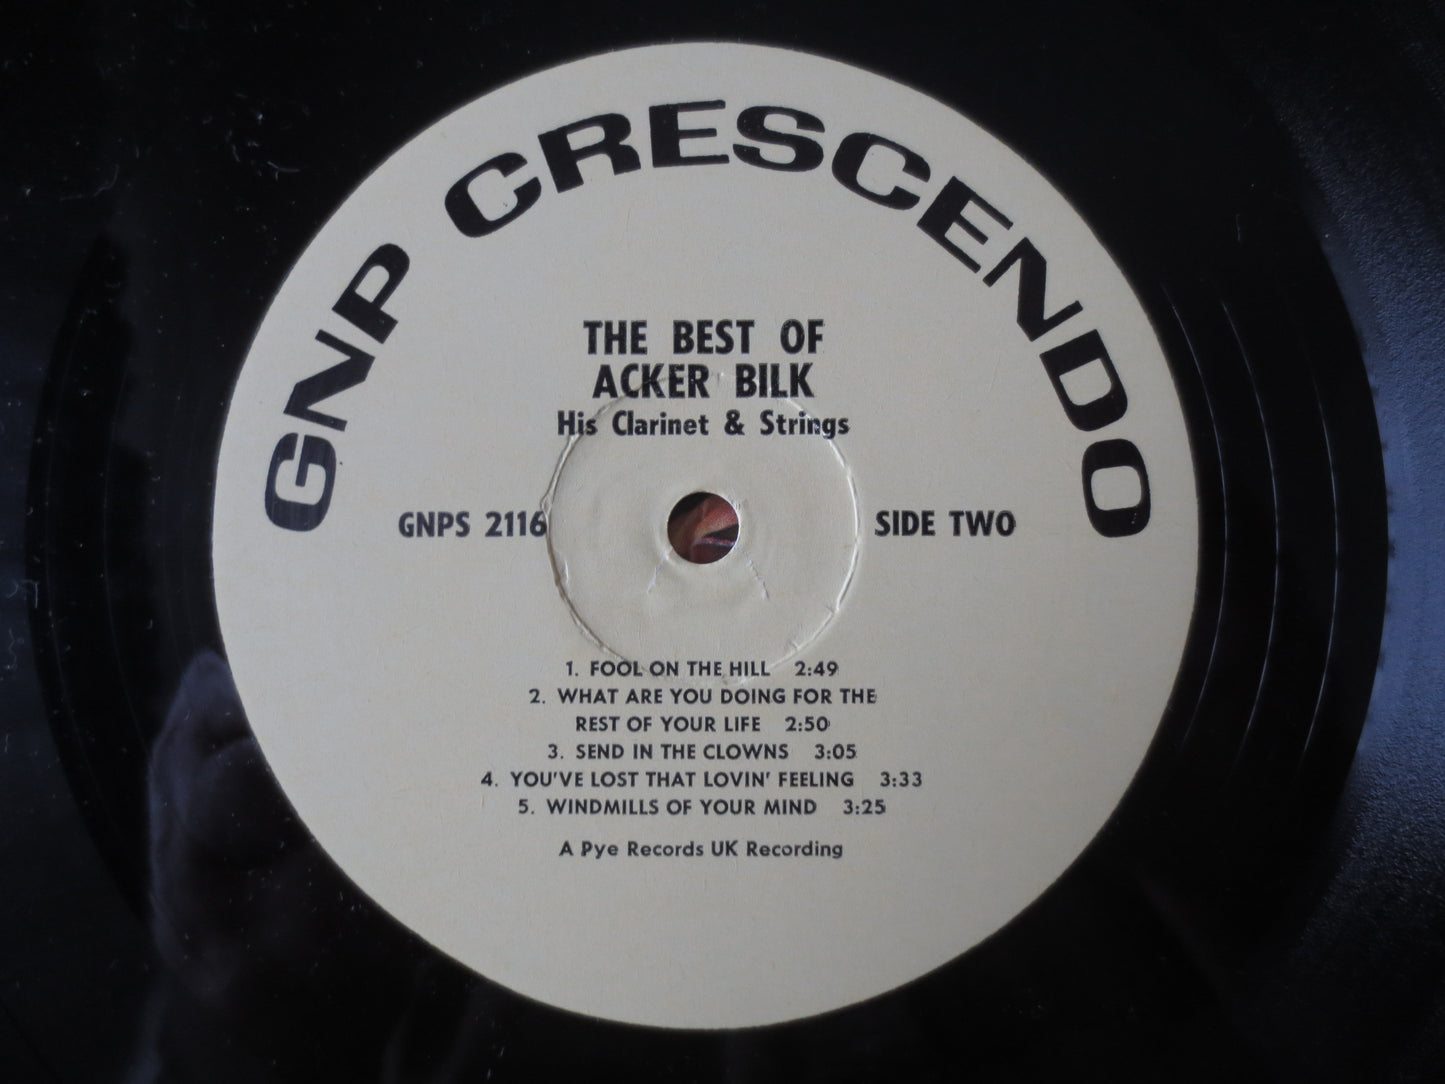 GNP CRESCENDO
THE BEST OF
ACKER BILK
His Clarinet & Strings
GNPS 2116 SIDE TWO
1. FOOL ON THE HILL 2:49
2. WHAT ARE YOU DOING FOR THE
REST OF YOUR LIFE 2:50
3. SEND IN THE CLOWNS 3:05
4. YOU'VE LOST THAT LOVIN' FEELING 3:33
5. WINDMILLS OF YOUR MIND 3:25
A Pye Records UK Recording